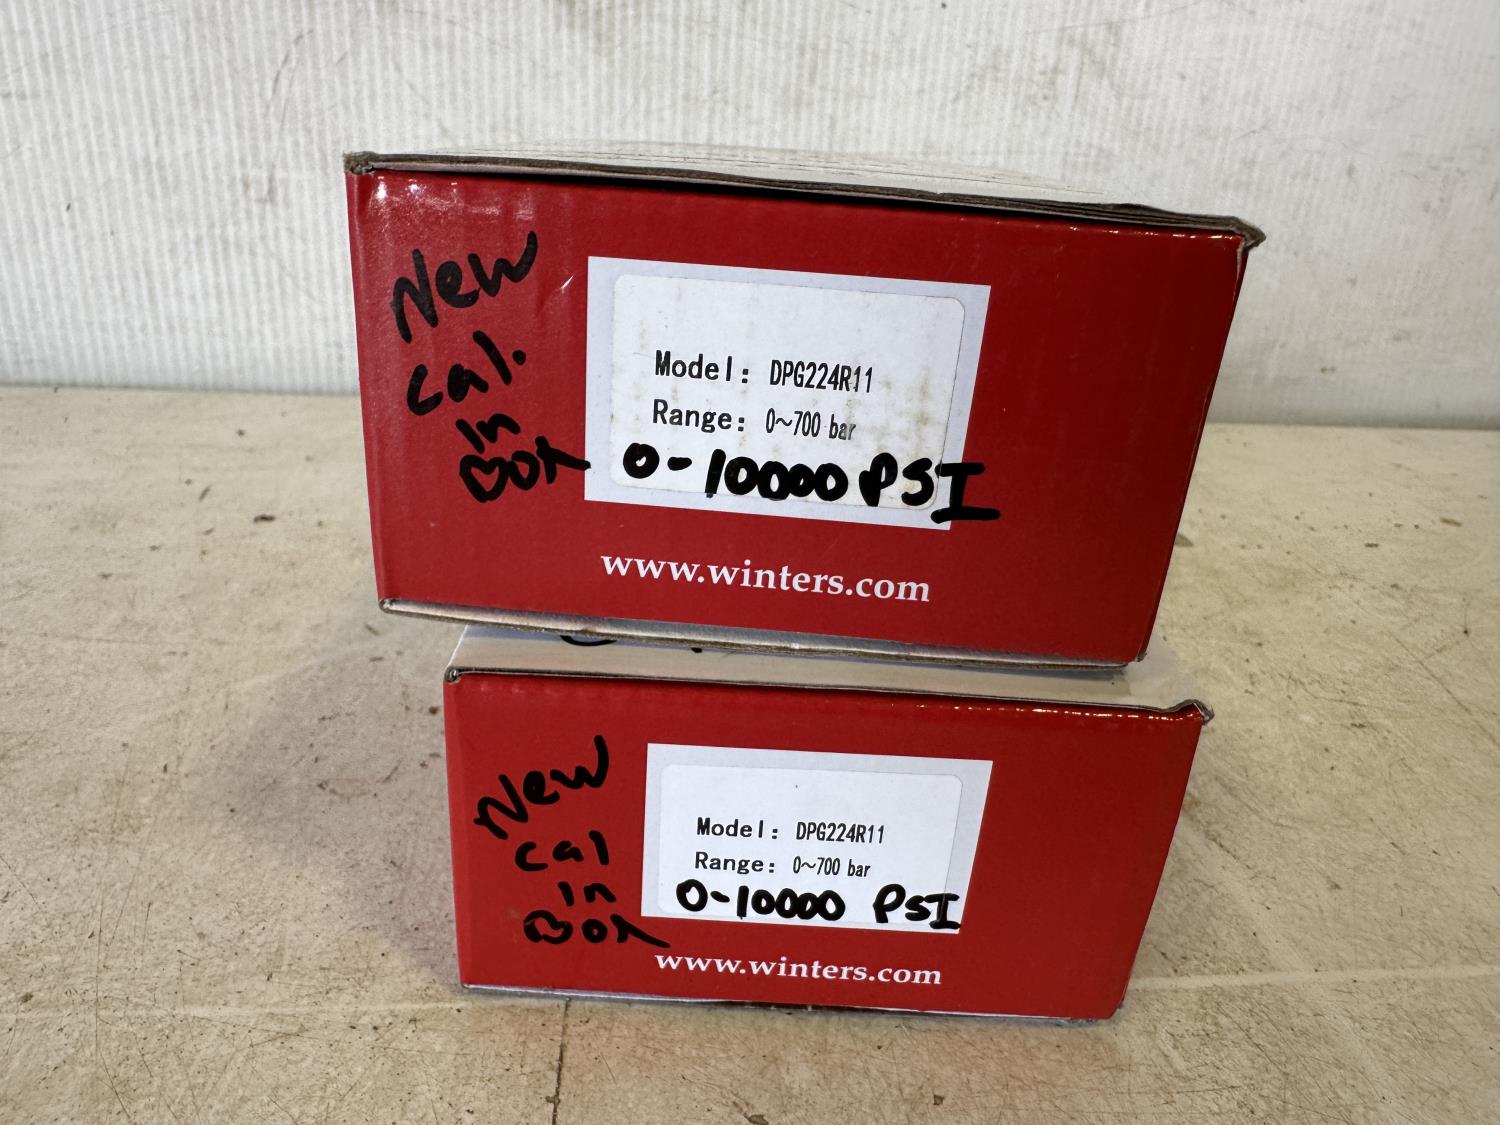 New
Cal.
In
Box
Model: DPG224R11
Range: 0~700 bar
0-10000 PSI
www.winters.com
New
Cal
In
Box
Model: DPG224R11
Range: 0~700 bar
0-10000 PSI
www.winters.com